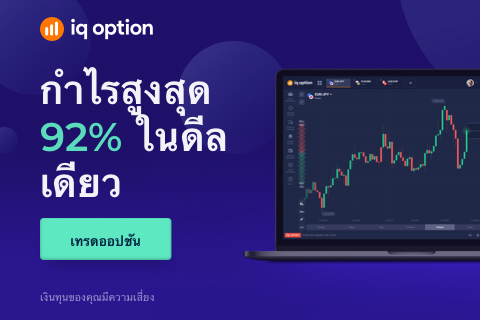 iq option
กำไรสูงสุด
92% ในดีล
เดียว
เทรดออปชัน
เงินทุนของคุณมีความเสี่ยง
iq option